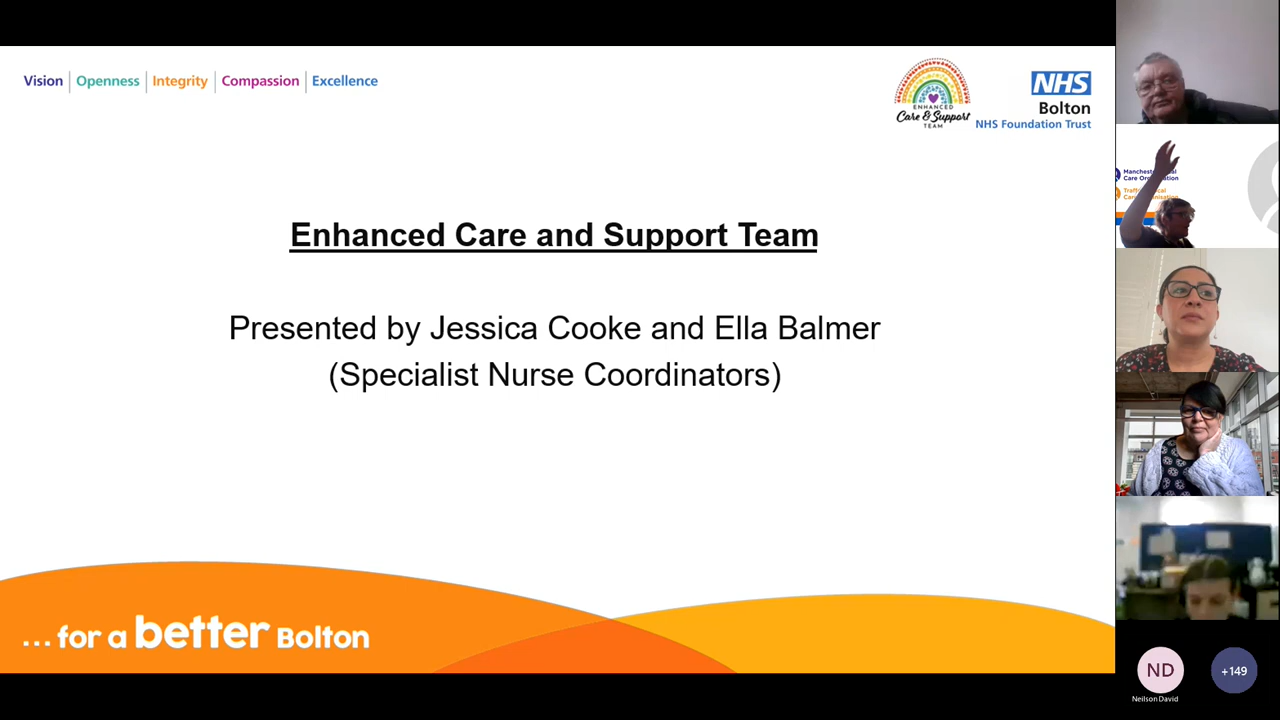 Vision | Openness | Integrity | Compassion | Excellence
ENHANCED
Care & Support
TEAM
NHS
Bolton
NHS Foundation Trust
Enhanced Care and Support Team
Presented by Jessica Cooke and Ella Balmer
(Specialist Nurse Coordinators)
...for a better Bolton
ND
+149
Neilson David